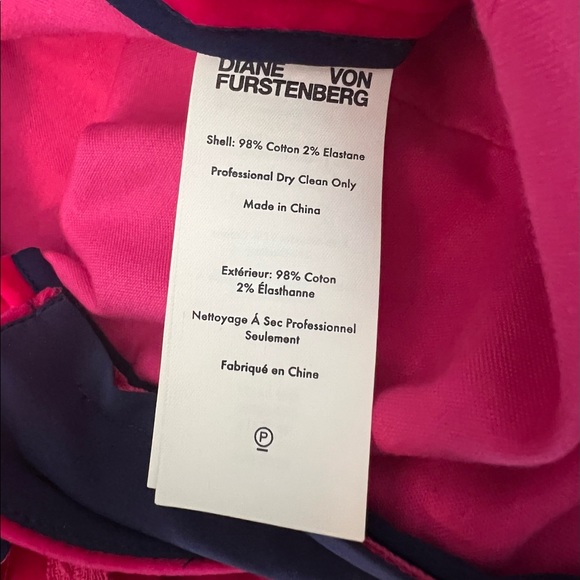 DIANE VON
FURSTENBERG
Shell: 98% Cotton 2% Elastane
Professional Dry Clean Only
Made in China
Extérieur: 98% Coton
2% Élasthanne
Nettoyage Á Sec Professionnel
Seulement
Fabriqué en Chine
P